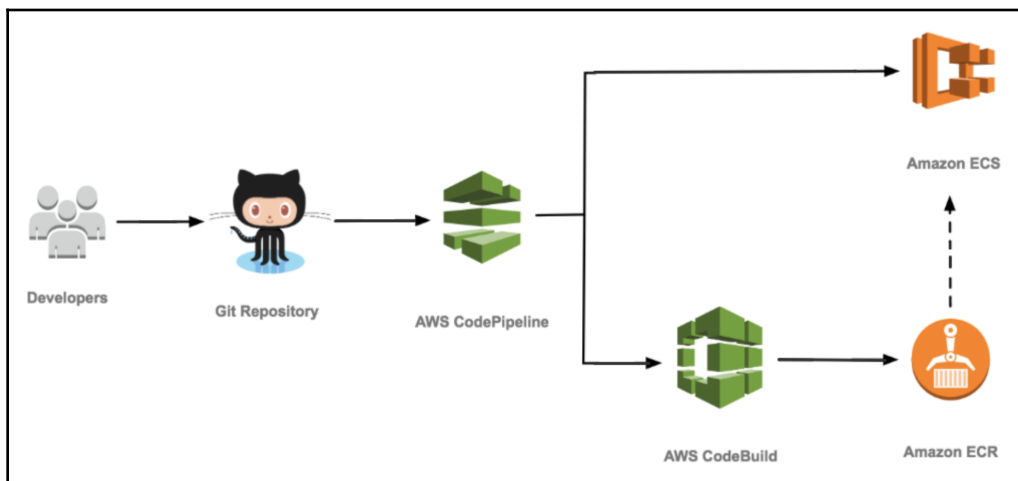 Amazon ECS
Developers
Git Repository
AWS CodePipeline
AWS CodeBuild
Amazon ECR